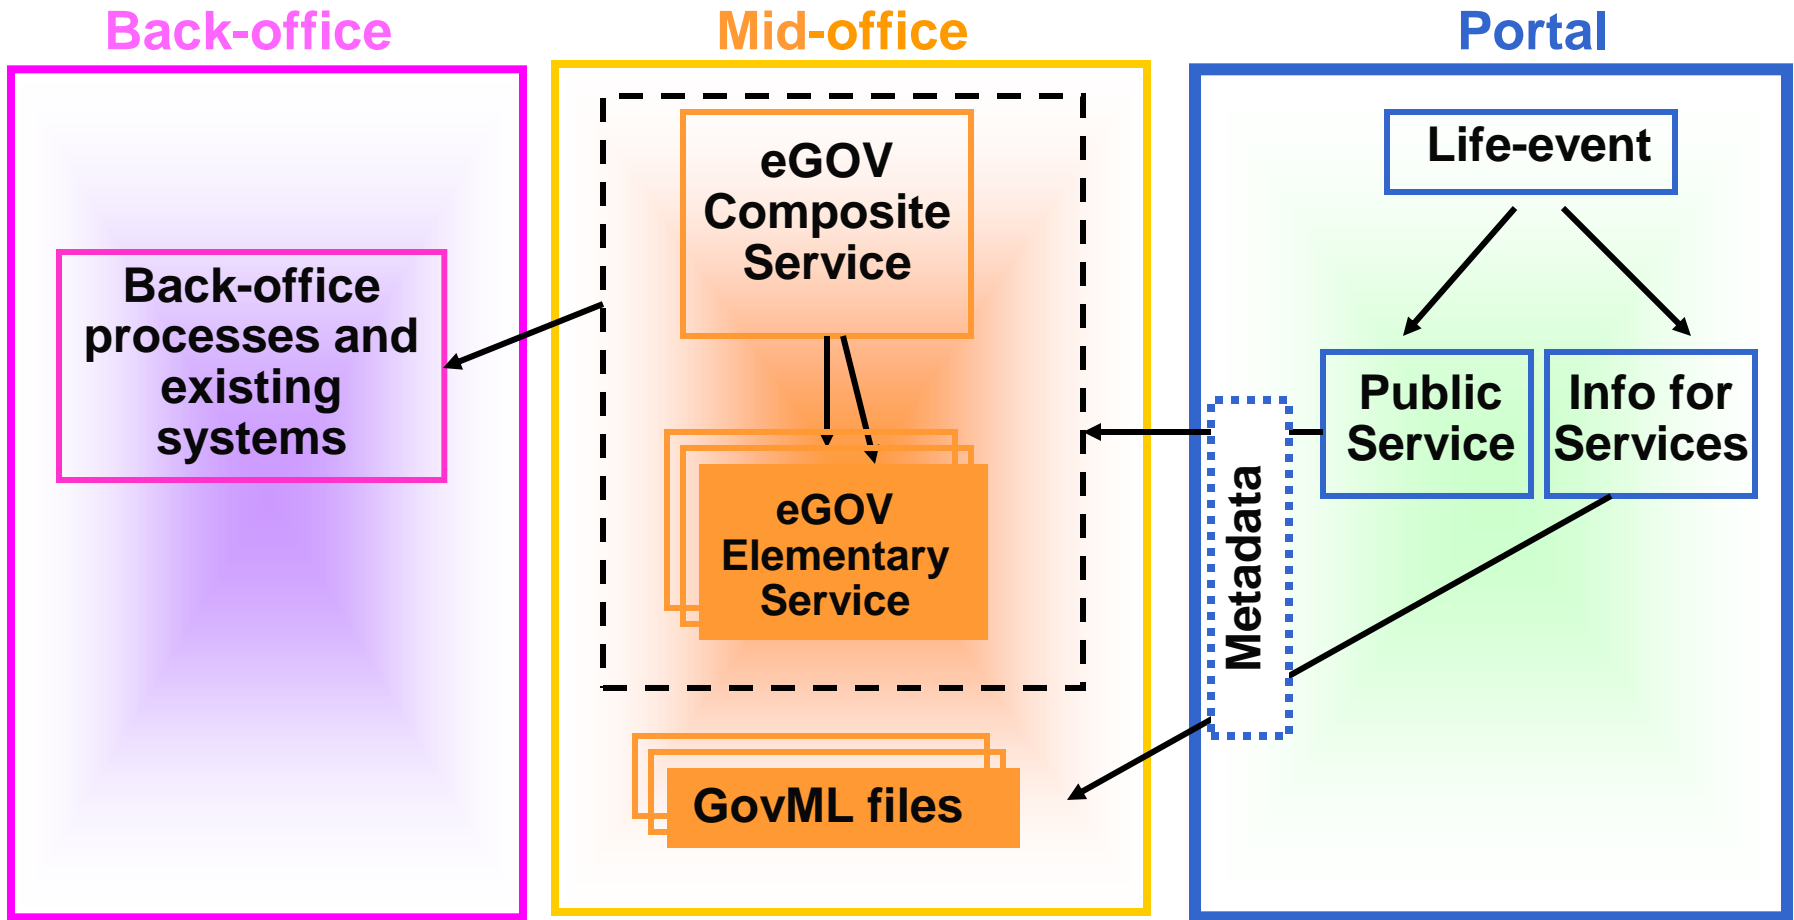 Back-office
Mid-office
Portal
Back-office
processes and
existing
systems
eGOV
Composite
Service
eGOV
Elementary
Service
GovML files
Life-event
Public
Service
Info for
Services
Metadata